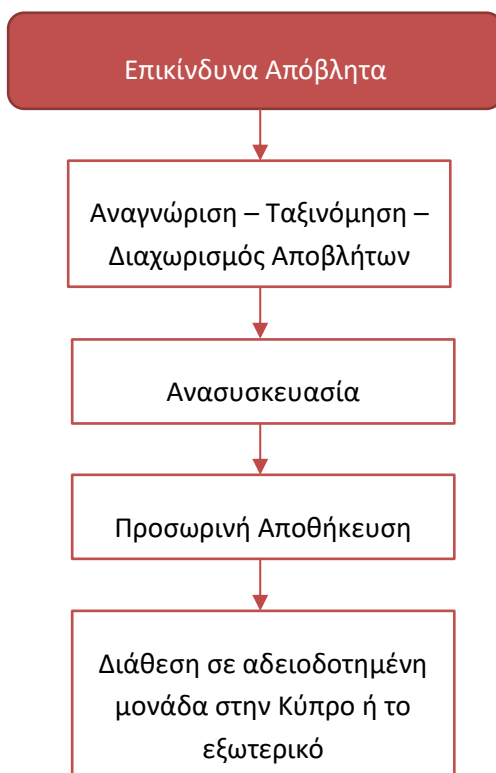 Επικίνδυνα Απόβλητα
Αναγνώριση – Ταξινόμηση –
Διαχωρισμός Αποβλήτων
Ανασυσκευασία
Προσωρινή Αποθήκευση
Διάθεση σε αδειοδοτημένη
μονάδα στην Κύπρο ή το
εξωτερικό